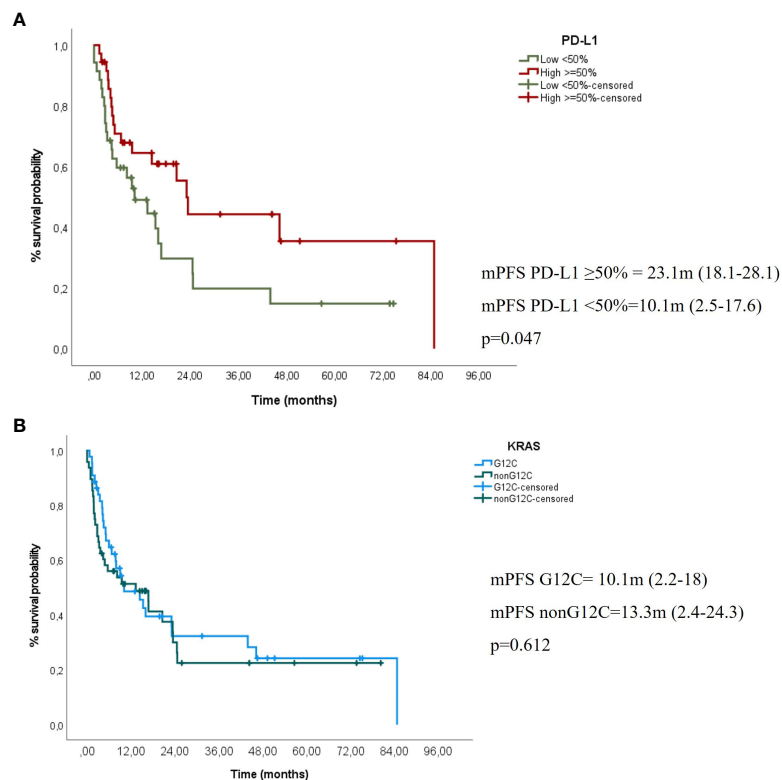 A
PD-L1
Low <50%
High >=50%
Low <50%-censored
High >=50%-censored
% survival probability
1,0
0,8
0,6
0,4
0,2
0,0
,00 12,00 24,00 36,00 48,00 60,00 72,00 84,00 96,00
Time (months)
mPFS PD-L1 ≥50% = 23.1m (18.1-28.1)
mPFS PD-L1 <50%=10.1m (2.5-17.6)
p=0.047
B
KRAS
G12C
nonG12C
G12C-censored
nonG12C-censored
% survival probability
1,0
0,8
0,6
0,4
0,2
0,0
,00 12,00 24,00 36,00 48,00 60,00 72,00 84,00 96,00
Time (months)
mPFS G12C= 10.1m (2.2-18)
mPFS nonG12C=13.3m (2.4-24.3)
p=0.612